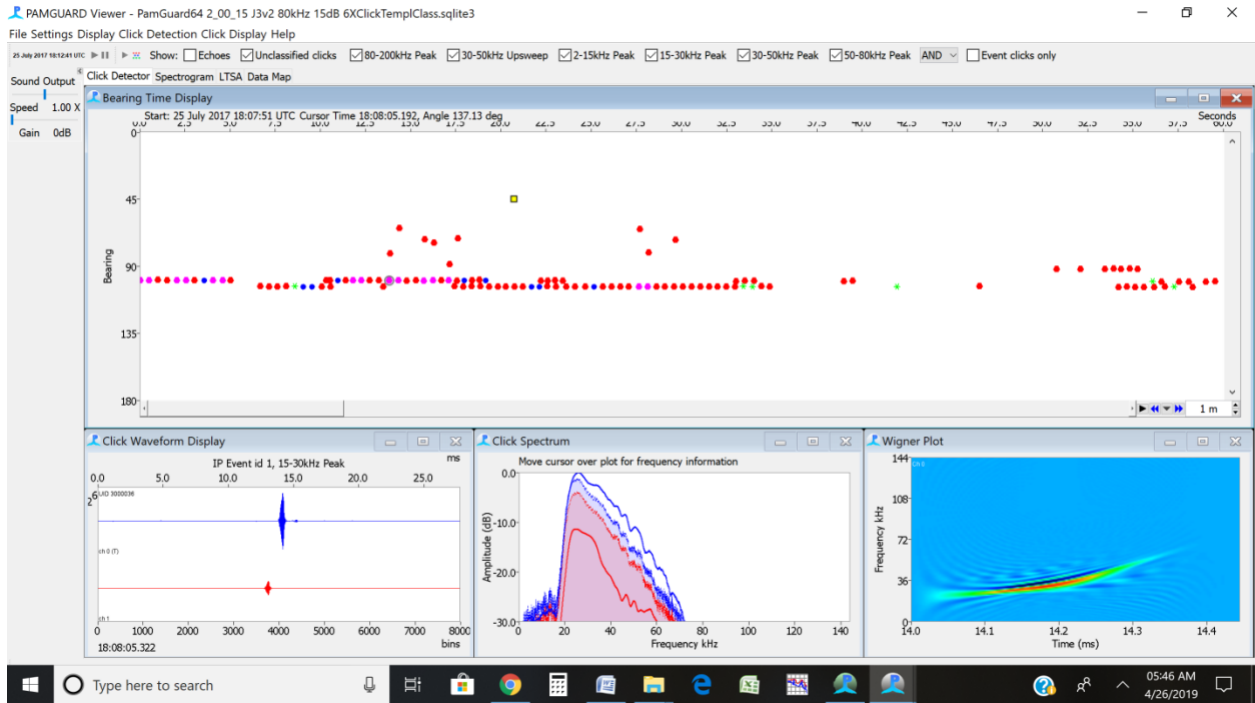 PAMGUARD Viewer - PamGuard64 2_00_15 J3v2 80kHz 15dB 6XClickTemplClass.sqlite3
File Settings Display Click Detection Click Display Help
25 July 2017 18:12:41 UTC Show: Echoes Unclassified clicks 80-200kHz Peak 30-50kHz Upsweep 2-15kHz Peak 15-30kHz Peak 30-50kHz Peak 50-80kHz Peak AND Event clicks only
Sound Output
Speed 1.00 X
Gain 0dB
Click Detector Spectrogram LTSA Data Map
Bearing Time Display
Start: 25 July 2017 18:07:51 UTC Cursor Time 18:08:05.192, Angle 137.13 deg
Seconds
0.0 2.5 5.0 7.5 10.0 12.5 15.0 17.5 20.0 22.5 25.0 27.5 30.0 32.5 35.0 37.5 40.0 42.5 45.0 47.5 50.0 52.5 55.0 57.5 60.0
0
45
90
135
180
Bearing
1 m
Click Waveform Display
IP Event id 1, 15-30kHz Peak
ms
0.0 5.0 10.0 15.0 20.0 25.0
UID 3000036
ch 0 (T)
ch 1
0 1000 2000 3000 4000 5000 6000 7000 8000
18:08:05.322
bins
Click Spectrum
Move cursor over plot for frequency information
0.0
-10.0
-20.0
-30.0
Amplitude (dB)
0 20 40 60 80 100 120 140
Frequency kHz
Wigner Plot
Ch 0
144
108
72
36
0
Frequency kHz
14.0 14.1 14.2 14.3 14.4
Time (ms)
Type here to search
05:46 AM
4/26/2019